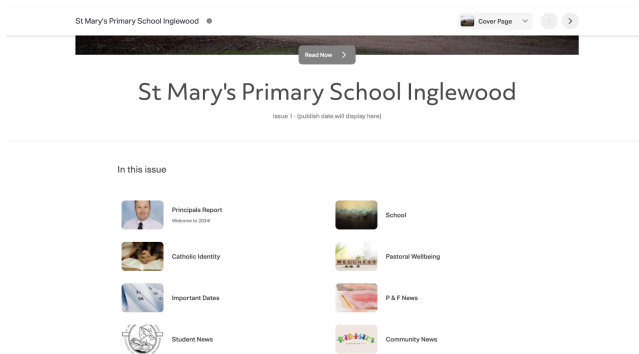 St Mary's Primary School Inglewood
Cover Page
Read Now
St Mary's Primary School Inglewood
Issue 1 - (publish date will display here)
In this issue
Principals Report
Welcome to 2024!
School
Catholic Identity
WELLNESS
Pastoral Wellbeing
Important Dates
P & F News
Student News
COMMUNITY
Community News